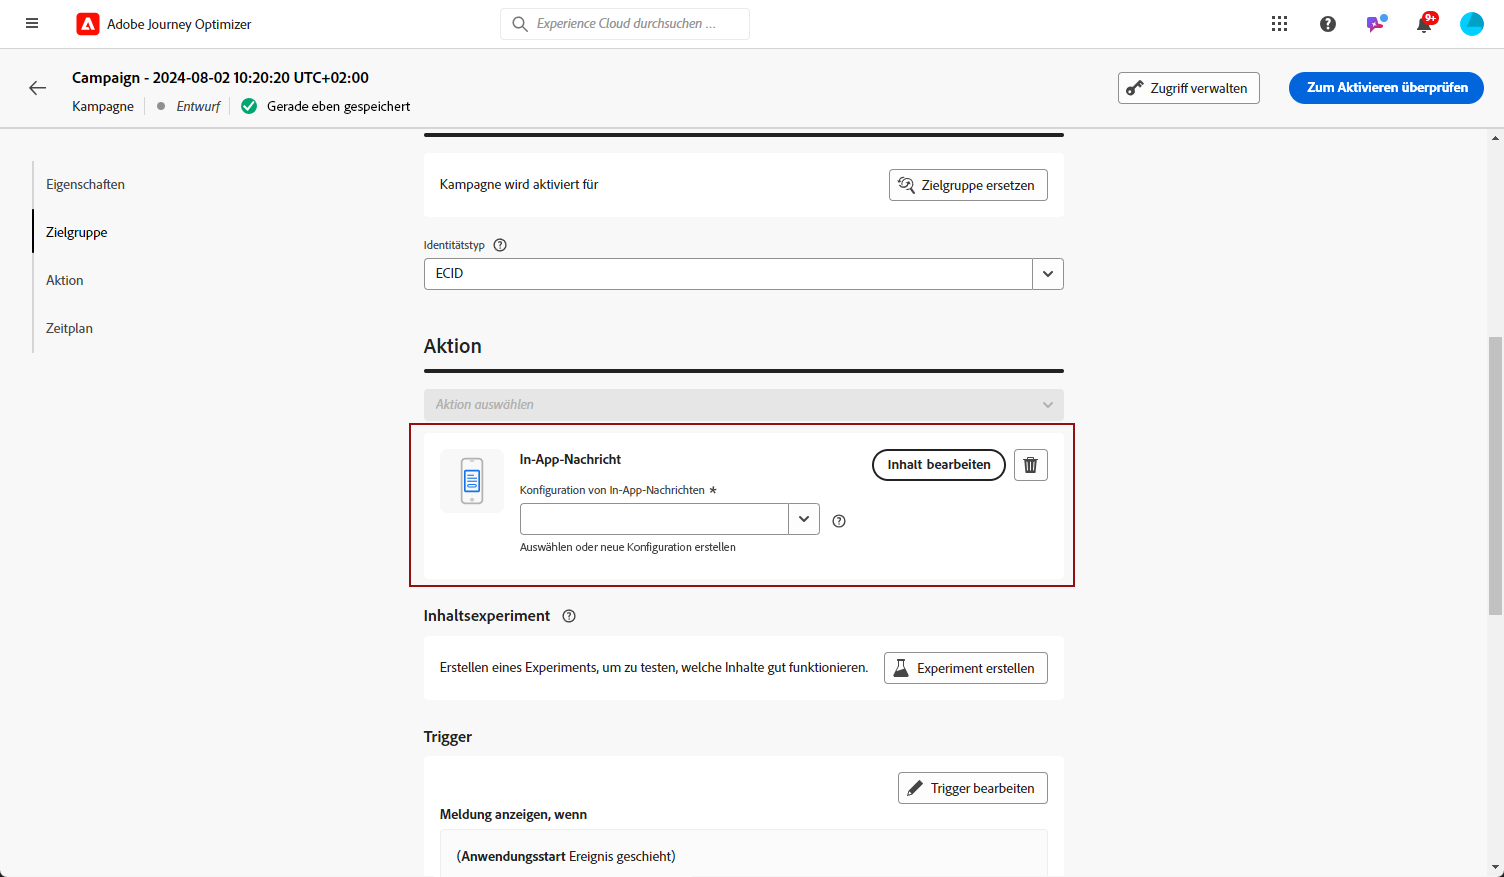 Adobe Journey Optimizer
Experience Cloud durchsuchen ...
9+
Campaign - 2024-08-02 10:20:20 UTC+02:00
Kampagne
Entwurf
Gerade eben gespeichert
Zugriff verwalten
Zum Aktivieren überprüfen
Eigenschaften
Zielgruppe
Aktion
Zeitplan
Kampagne wird aktiviert für
Zielgruppe ersetzen
Identitätstyp
ECID
Aktion
Aktion auswählen
In-App-Nachricht
Inhalt bearbeiten
Konfiguration von In-App-Nachrichten *
Auswählen oder neue Konfiguration erstellen
Inhaltsexperiment
Erstellen eines Experiments, um zu testen, welche Inhalte gut funktionieren.
Experiment erstellen
Trigger
Trigger bearbeiten
Meldung anzeigen, wenn
(Anwendungsstart Ereignis geschieht)